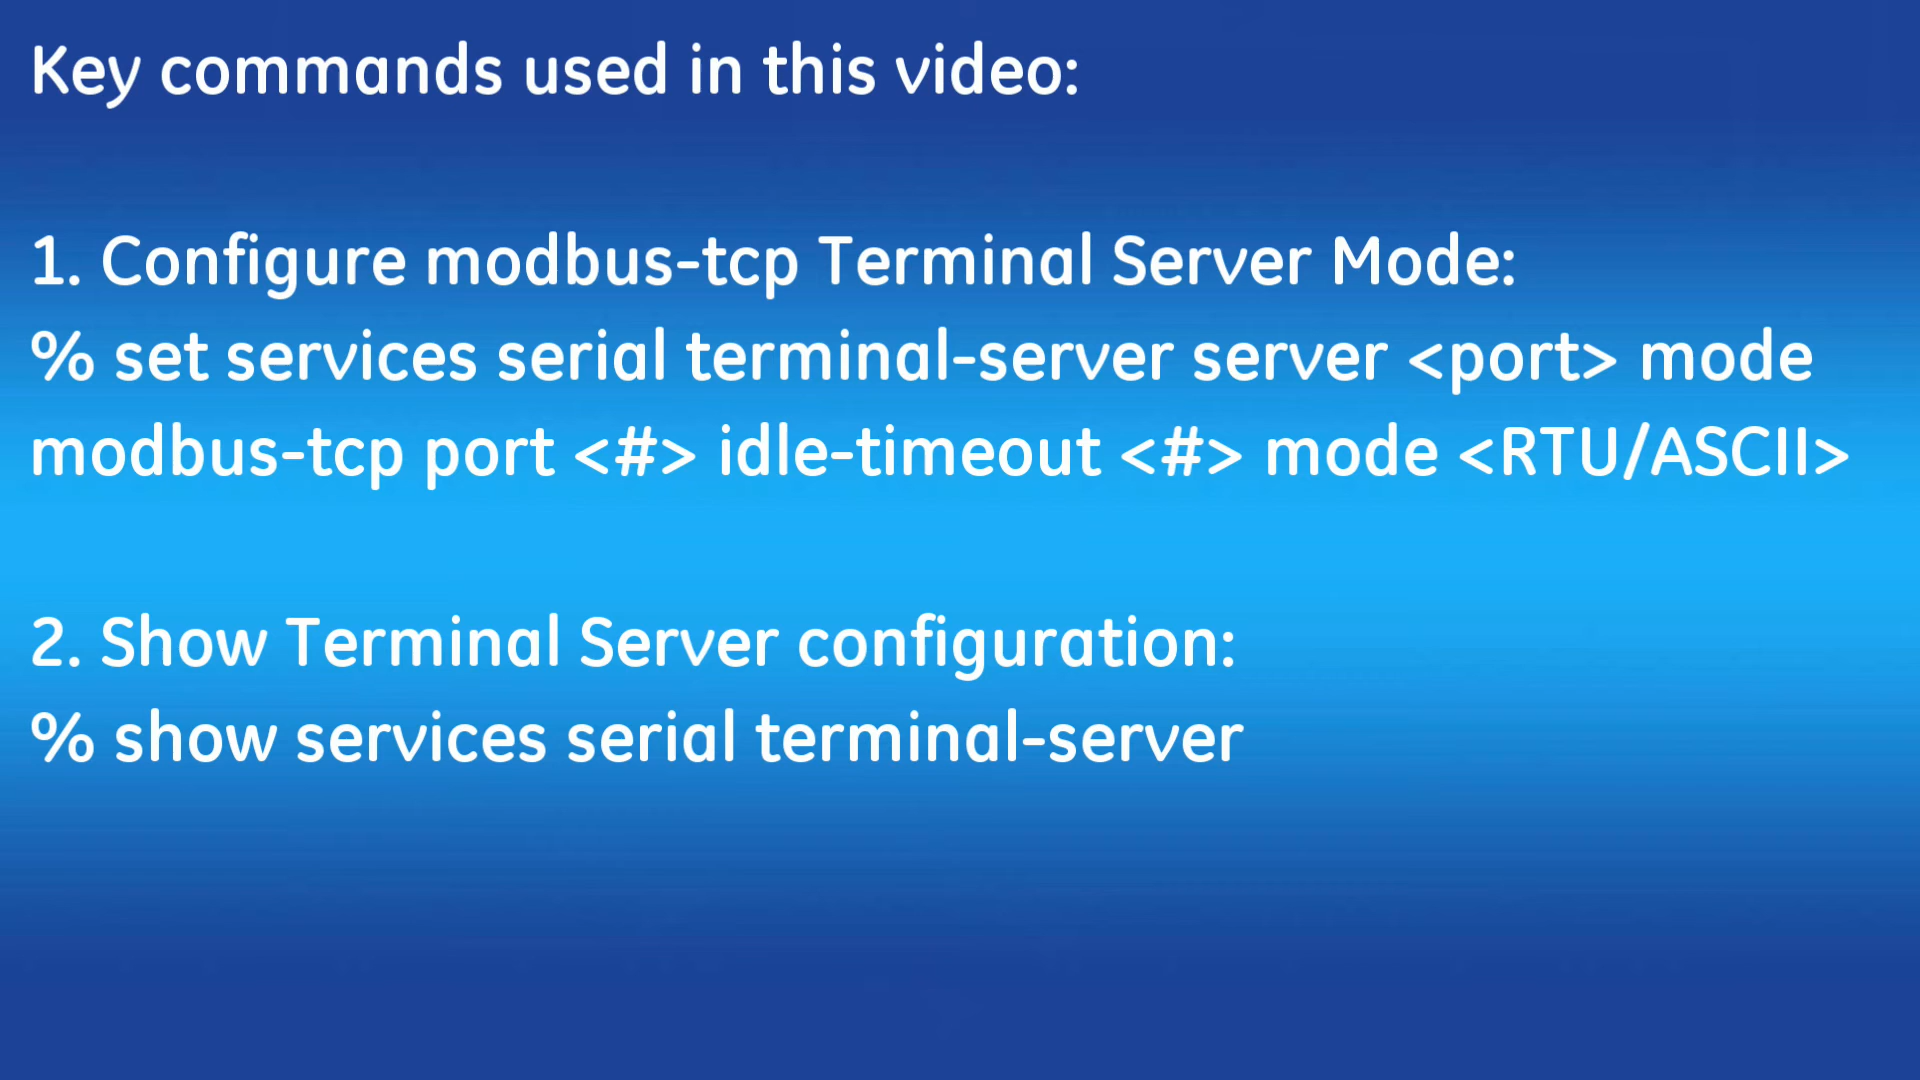 Key commands used in this video:
1. Configure modbus-tcp Terminal Server Mode:
% set services serial terminal-server server <port> mode
modbus-tcp port <#> idle-timeout <#> mode <RTU/ASCII>
2. Show Terminal Server configuration:
% show services serial terminal-server